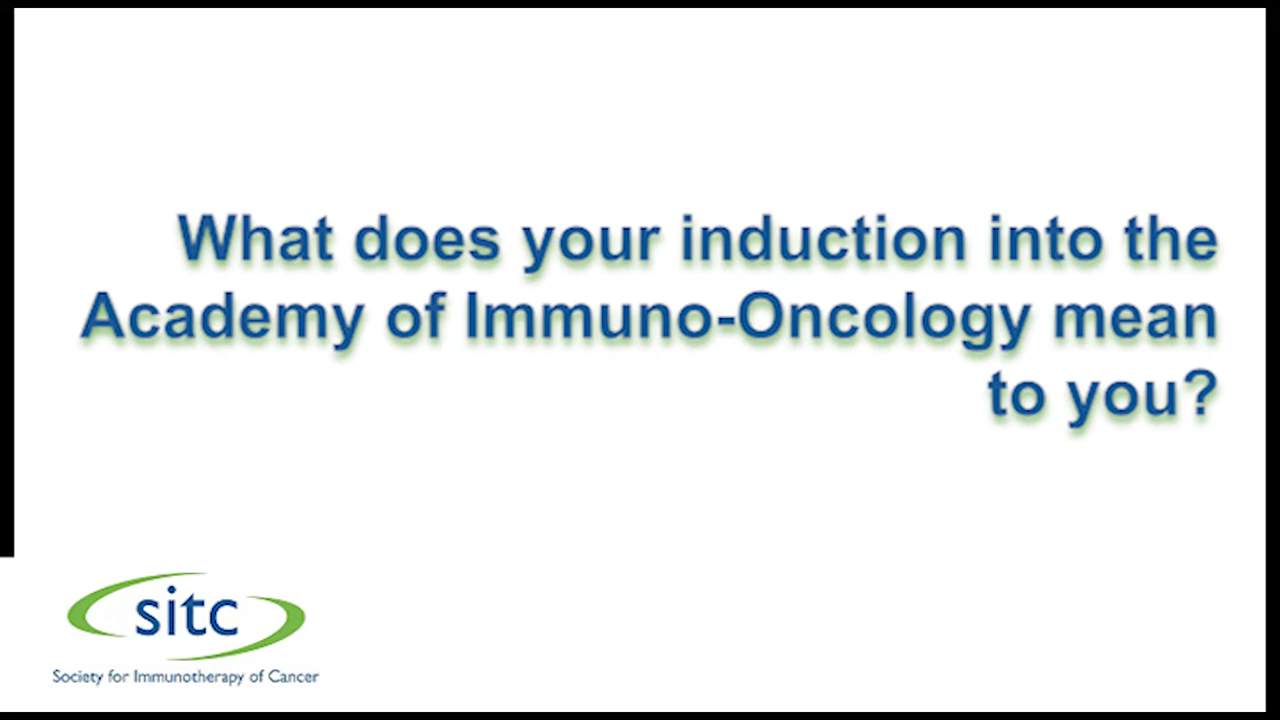 What does your induction into the
Academy of Immuno-Oncology mean
to you?
sitc
Society for Immunotherapy of Cancer